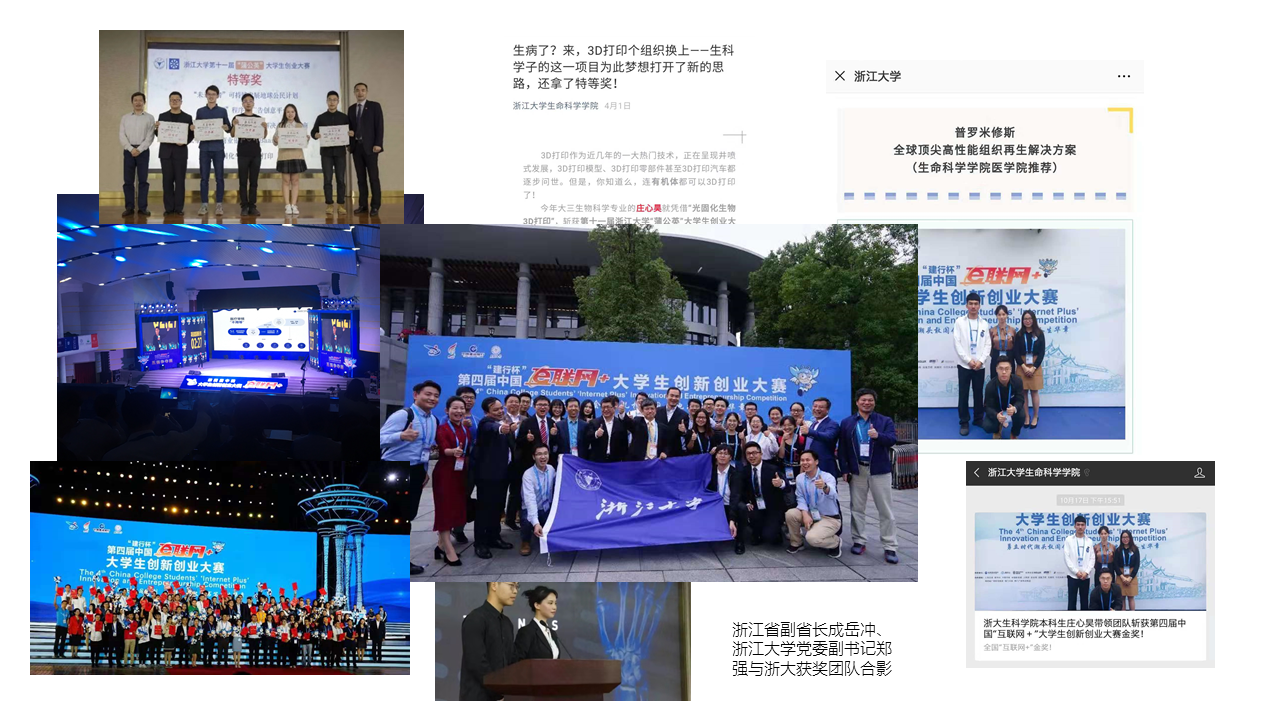 浙江大学第十一届"蒲公英"大学生创业大赛
特等奖
生病了？来，3D打印个组织换上——生科
学子的这一项目为此梦想打开了新的思
路，还拿了特等奖！
浙江大学生命科学学院 4月1日
3D打印作为近几年的一大热门技术，正在呈现井喷
式发展，3D打印模型、3D打印零部件甚至3D打印汽车都
逐步问世。但是，你知道么，连有机体都可以3D打印
了！
今年大三生物科学专业的庄心昊就凭借"光固化生物
3D打印"，斩获第十一届浙江大学"蒲公英"大学生创业大
浙江大学
普罗米修斯
全球顶尖高性能组织再生解决方案
（生命科学学院医学院推荐）
"建行杯"
互联网+
学生创新创业大赛
China College Students' 'Internet Plus'
on and Entrepreneurship Competition
02:27
"建行杯"
第四届中国互联网+大学生创新创业大赛
The 4th China College Students' 'Internet Plus' Innovation and Entrepreneurship Competition
浙江大学
"建行杯"
第四届中国互联网+
大学生创新创业大赛
The 4th China College Students' 'Internet Plus'
Innovation and Entrepreneurship Competition
浙江省副省长成岳冲、
浙江大学党委副书记郑
强与浙大获奖团队合影
浙江大学生命科学学院
10月17日 下午15:51
大学生创新创业大赛
The 4th China College Students' 'Internet Plus'
Innovation and Entrepreneurship Competition
浙大生科学院本科生庄心昊带领团队斩获第四届中
国"互联网＋"大学生创新创业大赛金奖！
全国"互联网+"金奖！